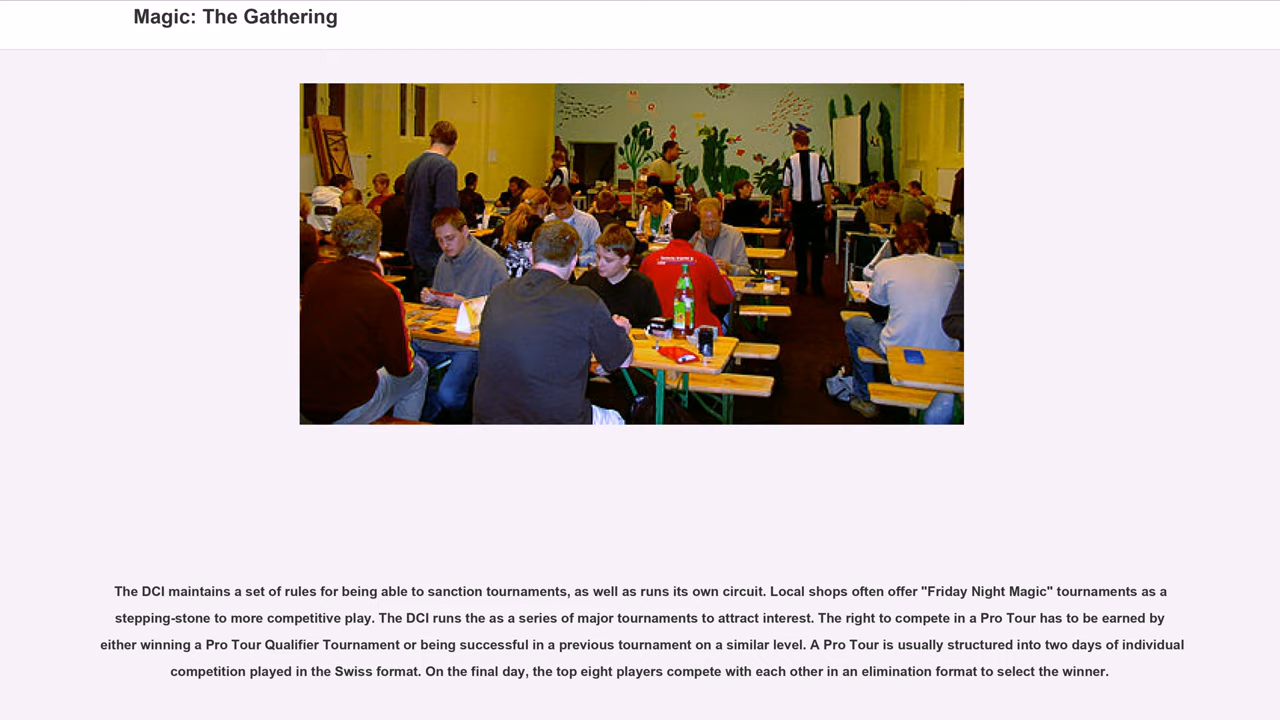 Magic: The Gathering
The DCI maintains a set of rules for being able to sanction tournaments, as well as runs its own circuit. Local shops often offer "Friday Night Magic" tournaments as a
stepping-stone to more competitive play. The DCI runs the as a series of major tournaments to attract interest. The right to compete in a Pro Tour has to be earned by
either winning a Pro Tour Qualifier Tournament or being successful in a previous tournament on a similar level. A Pro Tour is usually structured into two days of individual
competition played in the Swiss format. On the final day, the top eight players compete with each other in an elimination format to select the winner.